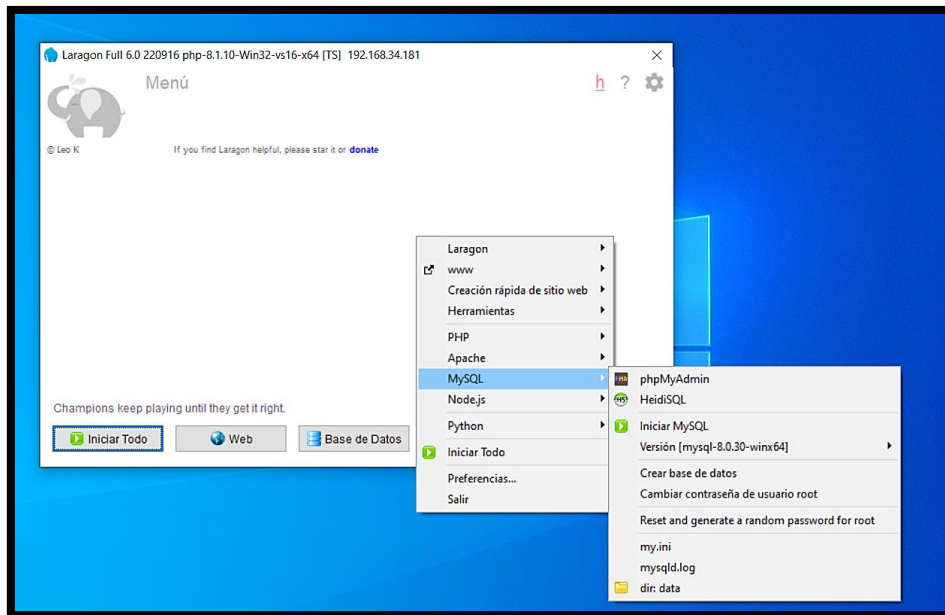 Laragon Full 6.0 220916 php-8.1.10-Win32-vs16-x64 [TS] 192.168.34.181
Menú
h ?
© Leo K
If you find Laragon helpful, please star it or donate
Champions keep playing until they get it right.
Iniciar Todo
Web
Base de Datos
Laragon
www
Creación rápida de sitio web
Herramientas
PHP
Apache
MySQL
Node.js
Python
Iniciar Todo
Preferencias...
Salir
phpMyAdmin
HeidiSQL
Iniciar MySQL
Versión [mysql-8.0.30-winx64]
Crear base de datos
Cambiar contraseña de usuario root
Reset and generate a random password for root
my.ini
mysqld.log
dir: data